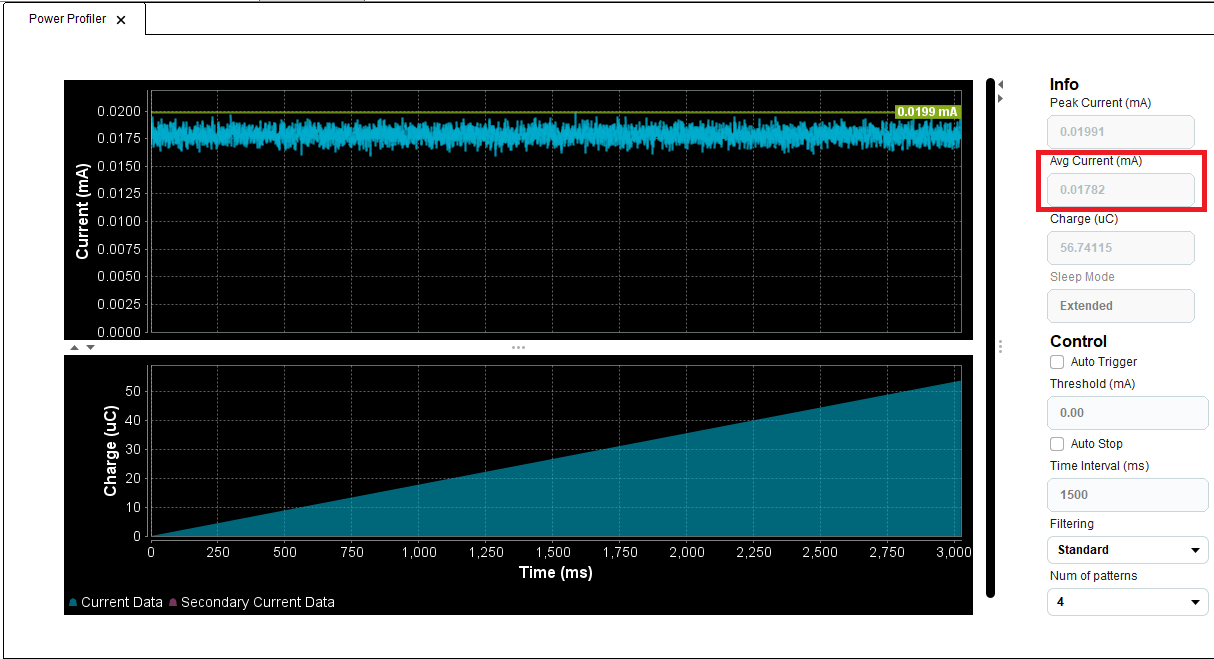 Power Profiler
0.0200
0.0175
0.0150
0.0125
0.0100
0.0075
0.0050
0.0025
0.0000
Current (mA)
0.0199 mA
50
40
30
20
10
0
Charge (uC)
0 250 500 750 1,000 1,250 1,500 1,750 2,000 2,250 2,500 2,750 3,000
Time (ms)
Current Data Secondary Current Data
Info
Peak Current (mA)
0.01991
Avg Current (mA)
0.01782
Charge (uC)
56.74115
Sleep Mode
Extended
Control
Auto Trigger
Threshold (mA)
0.00
Auto Stop
Time Interval (ms)
1500
Filtering
Standard
Num of patterns
4